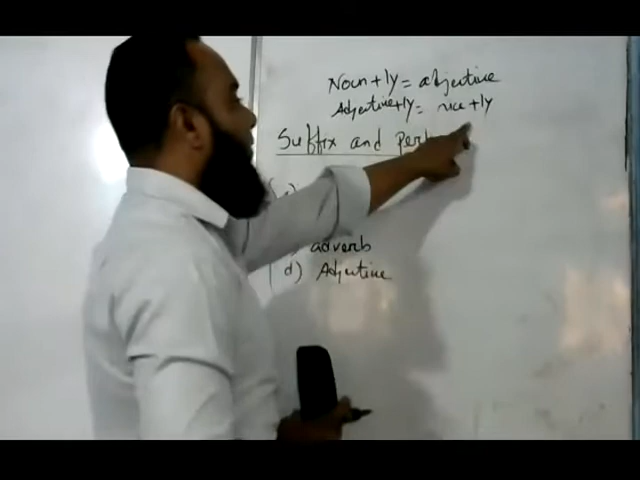 Noun + ly = adjective
Adjective + ly = nice + ly
Suffix and
adverb
d) Adjective